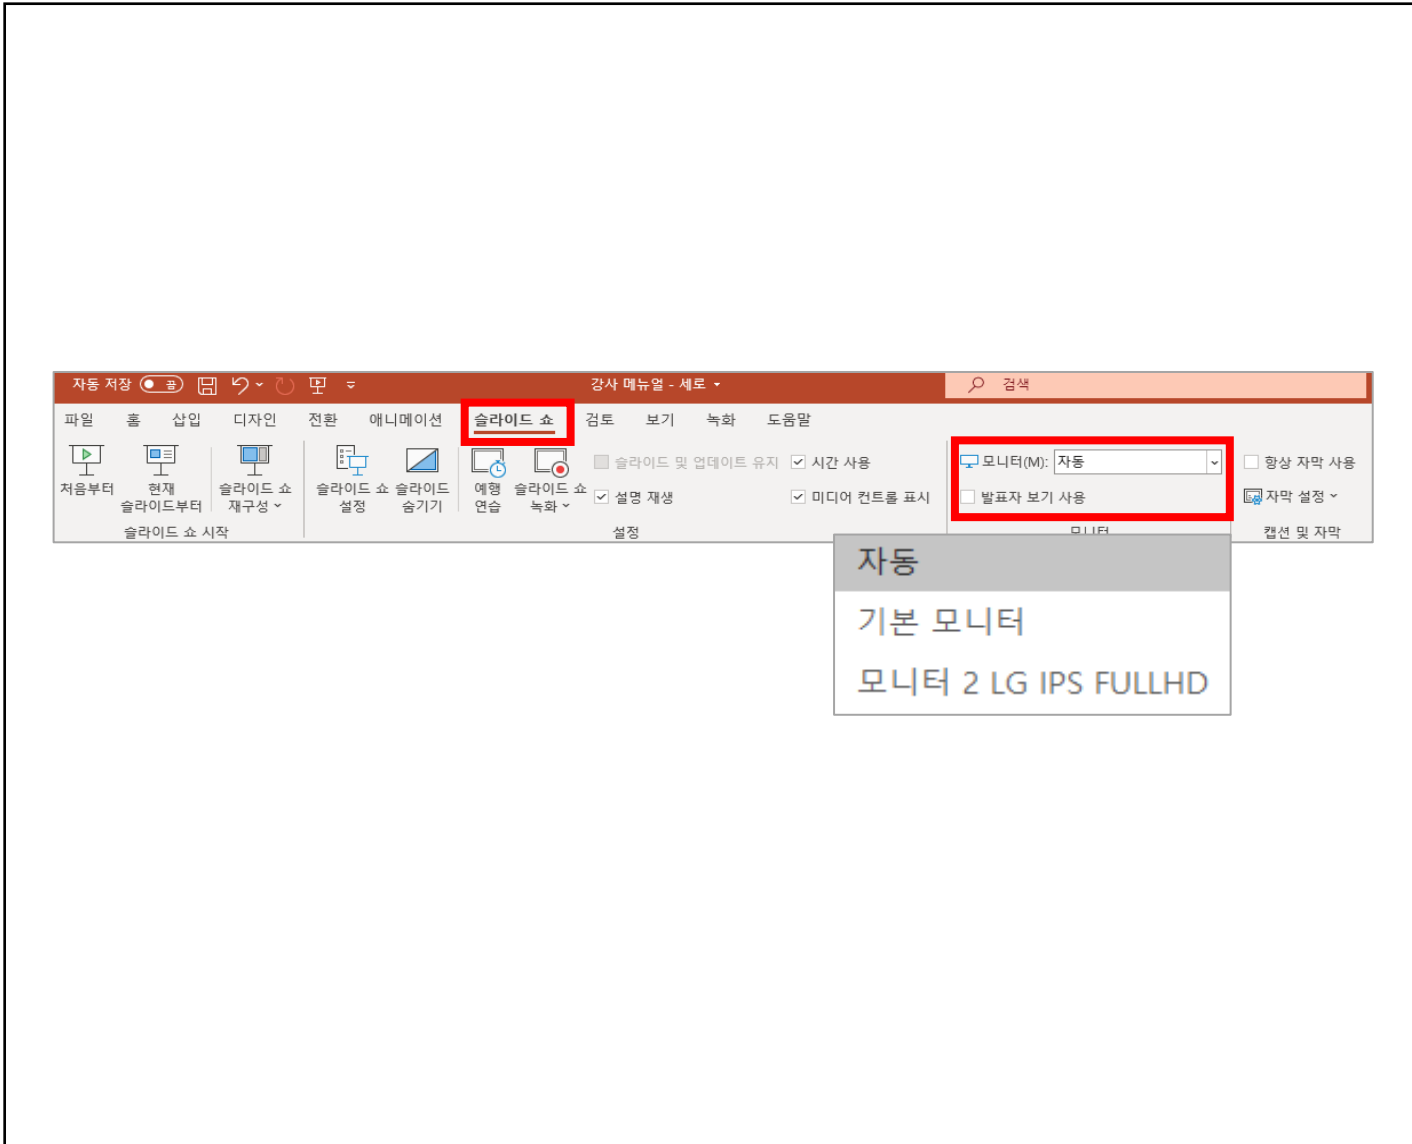 자동 저장 끔 강사 메뉴얼 - 세로 검색
파일 홈 삽입 디자인 전환 애니메이션 슬라이드 쇼 검토 보기 녹화 도움말
처음부터
현재
슬라이드부터
슬라이드 쇼
재구성
슬라이드 쇼 시작
슬라이드 쇼
설정
슬라이드
숨기기
예행
연습
슬라이드 쇼
녹화
슬라이드 및 업데이트 유지
시간 사용
설명 재생
미디어 컨트롤 표시
설정
모니터(M): 자동
발표자 보기 사용
모니터
항상 자막 사용
자막 설정
캡션 및 자막
자동
기본 모니터
모니터 2 LG IPS FULLHD